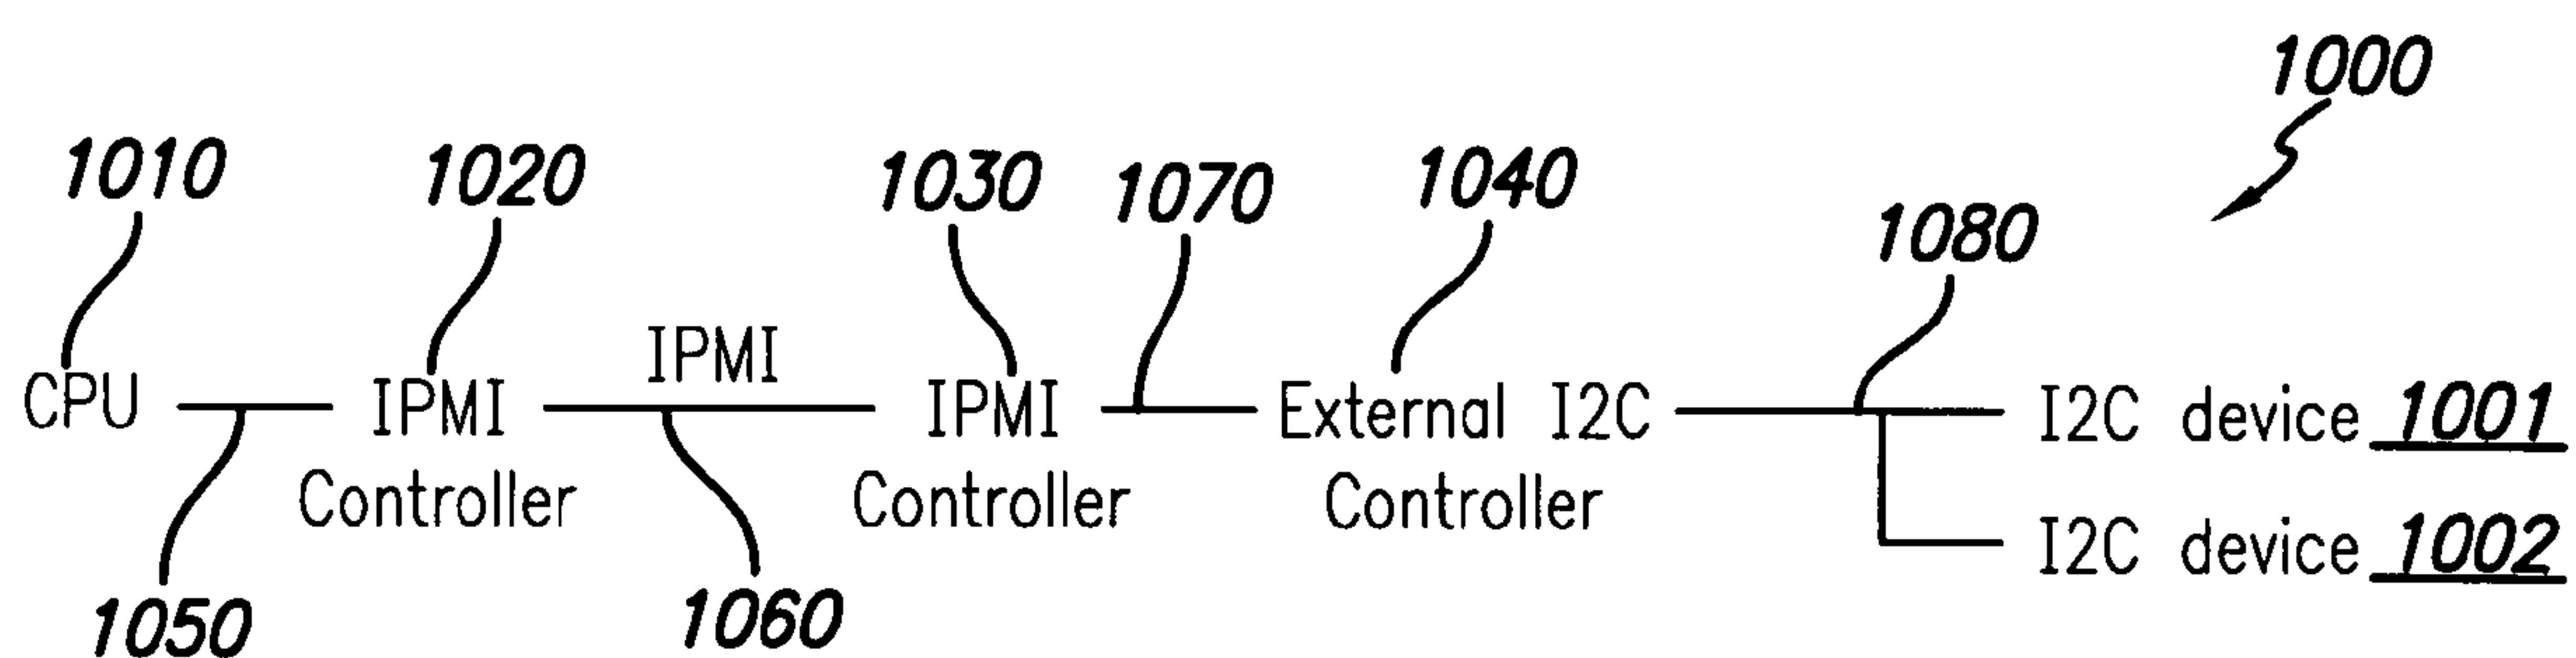 1000
1010
1020
1030
1070
1040
1080
IPMI
CPU
IPMI
Controller
IPMI
Controller
External I2C
Controller
I2C device 1001
I2C device 1002
1050
1060